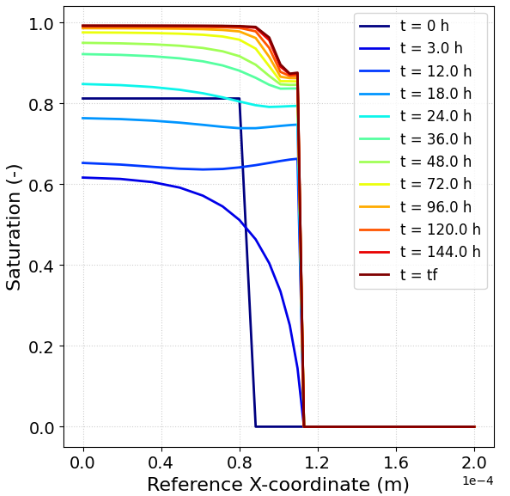 1.0
0.8
0.6
0.4
0.2
0.0
Saturation (-)
t = 0 h
t = 3.0 h
t = 12.0 h
t = 18.0 h
t = 24.0 h
t = 36.0 h
t = 48.0 h
t = 72.0 h
t = 96.0 h
t = 120.0 h
t = 144.0 h
t = tf
0.0 0.4 0.8 1.2 1.6 2.0
1e−4
Reference X-coordinate (m)